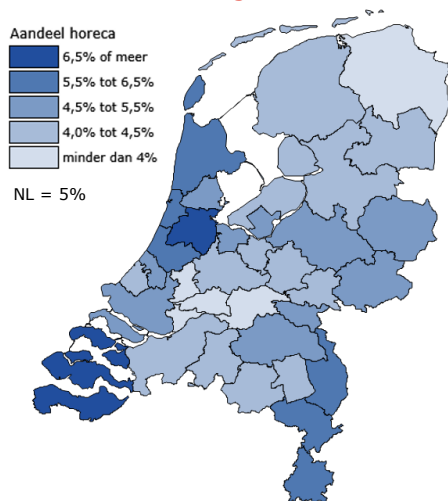 Aandeel horeca
6,5% of meer
5,5% tot 6,5%
4,5% tot 5,5%
4,0% tot 4,5%
minder dan 4%
NL = 5%